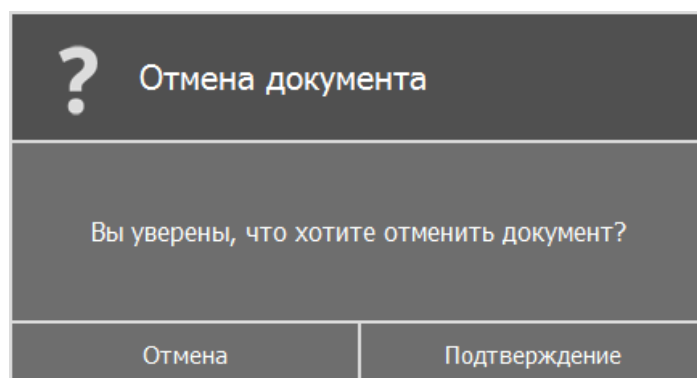 ?
Отмена документа
Вы уверены, что хотите отменить документ?
Отмена
Подтверждение